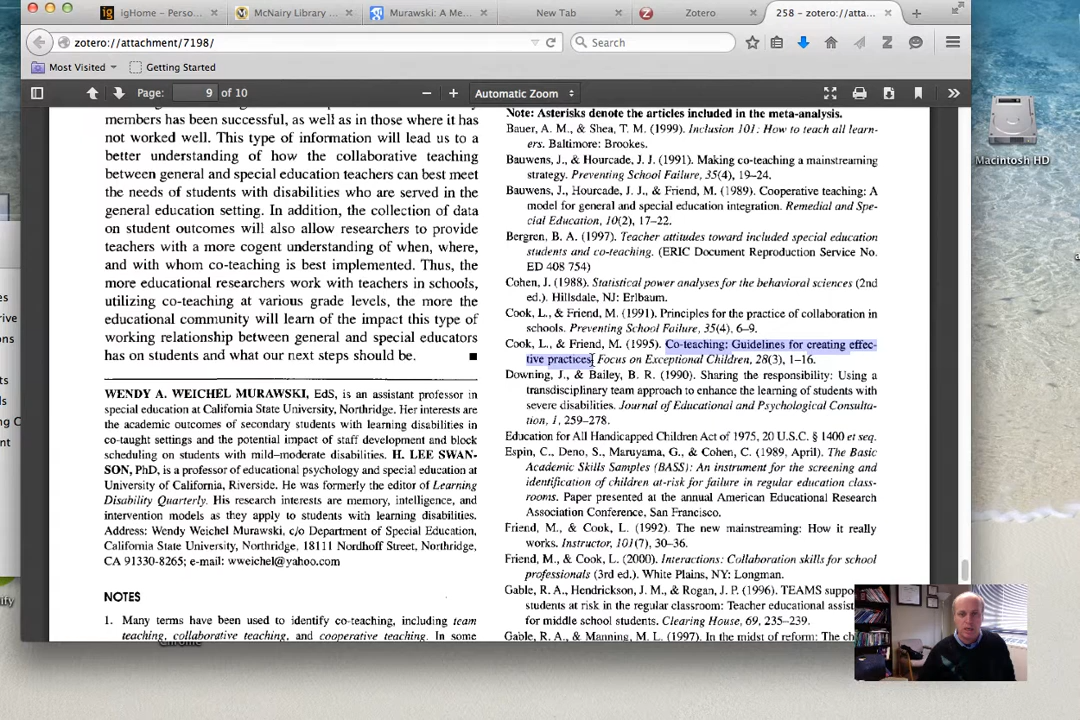 igHome - Perso...
McNairy Library ...
Murawski: A Me...
New Tab
Zotero
258 - zotero://atta...
zotero://attachment/7198/
Search
Most Visited
Getting Started
Page: 9 of 10
Automatic Zoom
members has been successful, as well as in those where it has
not worked well. This type of information will lead us to a
better understanding of how the collaborative teaching
between general and special education teachers can best meet
the needs of students with disabilities who are served in the
general education setting. In addition, the collection of data
on student outcomes will also allow researchers to provide
teachers with a more cogent understanding of when, where,
and with whom co-teaching is best implemented. Thus, the
more educational researchers work with teachers in schools,
utilizing co-teaching at various grade levels, the more the
educational community will learn of the impact this type of
working relationship between general and special educators
has on students and what our next steps should be.
WENDY A. WEICHEL MURAWSKI, EdS, is an assistant professor in
special education at California State University, Northridge. Her interests are
the academic outcomes of secondary students with learning disabilities in
co-taught settings and the potential impact of staff development and block
scheduling on students with mild–moderate disabilities. H. LEE SWAN-
SON, PhD, is a professor of educational psychology and special education at
University of California, Riverside. He was formerly the editor of Learning
Disability Quarterly. His research interests are memory, intelligence, and
intervention models as they apply to students with learning disabilities.
Address: Wendy Weichel Murawski, c/o Department of Special Education,
California State University, Northridge, 18111 Nordhoff Street, Northridge,
CA 91330-8265; e-mail: wweichel@yahoo.com
NOTES
1. Many terms have been used to identify co-teaching, including team
teaching, collaborative teaching, and cooperative teaching. In some
Note: Asterisks denote the articles included in the meta-analysis.
Bauer, A. M., & Shea, T. M. (1999). Inclusion 101: How to teach all learn-
ers. Baltimore: Brookes.
Bauwens, J., & Hourcade, J. J. (1991). Making co-teaching a mainstreaming
strategy. Preventing School Failure, 35(4), 19–24.
Bauwens, J., Hourcade, J. J., & Friend, M. (1989). Cooperative teaching: A
model for general and special education integration. Remedial and Spe-
cial Education, 10(2), 17–22.
Bergren, B. A. (1997). Teacher attitudes toward included special education
students and co-teaching. (ERIC Document Reproduction Service No.
ED 408 754)
Cohen, J. (1988). Statistical power analyses for the behavioral sciences (2nd
ed.). Hillsdale, NJ: Erlbaum.
Cook, L., & Friend, M. (1991). Principles for the practice of collaboration in
schools. Preventing School Failure, 35(4), 6–9.
Cook, L., & Friend, M. (1995). Co-teaching: Guidelines for creating effec-
tive practices. Focus on Exceptional Children, 28(3), 1–16.
Downing, J., & Bailey, B. R. (1990). Sharing the responsibility: Using a
transdisciplinary team approach to enhance the learning of students with
severe disabilities. Journal of Educational and Psychological Consulta-
tion, 1, 259–278.
Education for All Handicapped Children Act of 1975, 20 U.S.C. § 1400 et seq.
Espin, C., Deno, S., Maruyama, G., & Cohen, C. (1989, April). The Basic
Academic Skills Samples (BASS): An instrument for the screening and
identification of children at-risk for failure in regular education class-
rooms. Paper presented at the annual American Educational Research
Association Conference, San Francisco.
Friend, M., & Cook, L. (1992). The new mainstreaming: How it really
works. Instructor, 101(7), 30–36.
Friend, M., & Cook, L. (2000). Interactions: Collaboration skills for school
professionals (3rd ed.). White Plains, NY: Longman.
Gable, R. A., Hendrickson, J. M., & Rogan, J. P. (1996). TEAMS suppo
students at risk in the regular classroom: Teacher educational assist
for middle school students. Clearing House, 69, 235–239.
Gable, R. A., & Manning, M. L. (1997). In the midst of reform: The ch
Macintosh HD